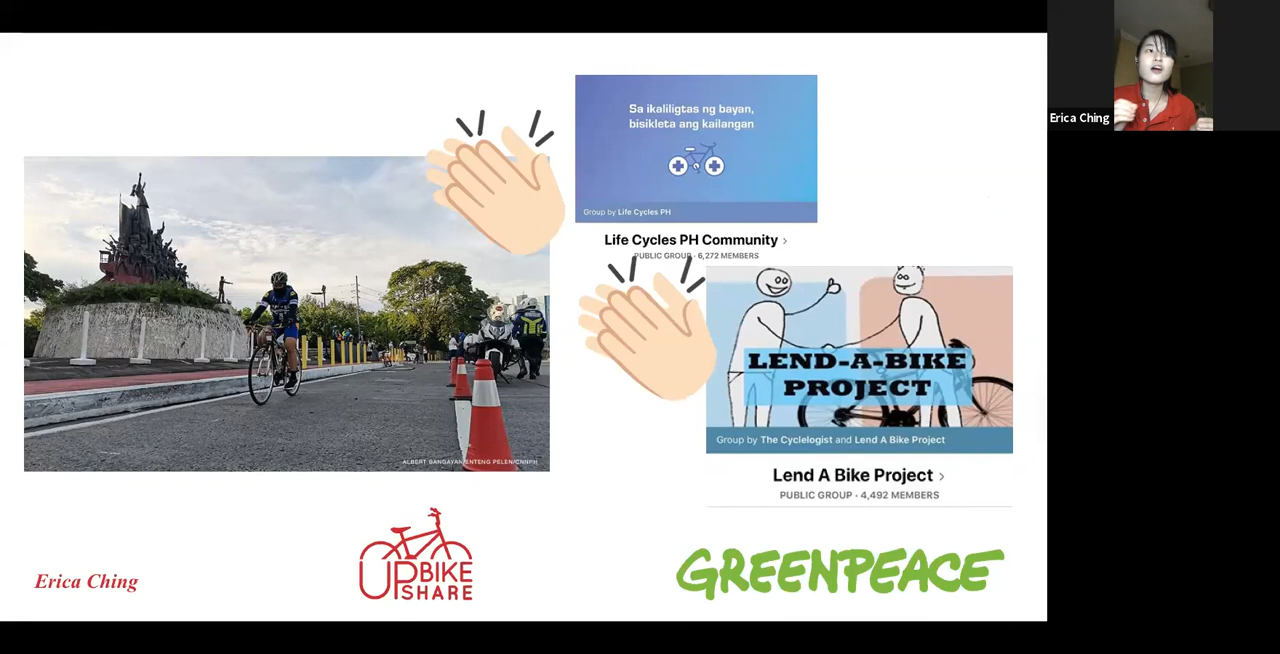 Erica Ching
Sa ikaliligtas ng bayan,
bisikleta ang kailangan
Group by Life Cycles PH
Life Cycles PH Community ›
PUBLIC GROUP · 6,272 MEMBERS
LEND-A-BIKE
PROJECT
Group by The Cyclelogist and Lend A Bike Project
Lend A Bike Project ›
PUBLIC GROUP · 4,492 MEMBERS
ALBERT BANGAYAN/ENTENG PELEN/CNNPH
Erica Ching
UP BIKE
SHARE
GREENPEACE